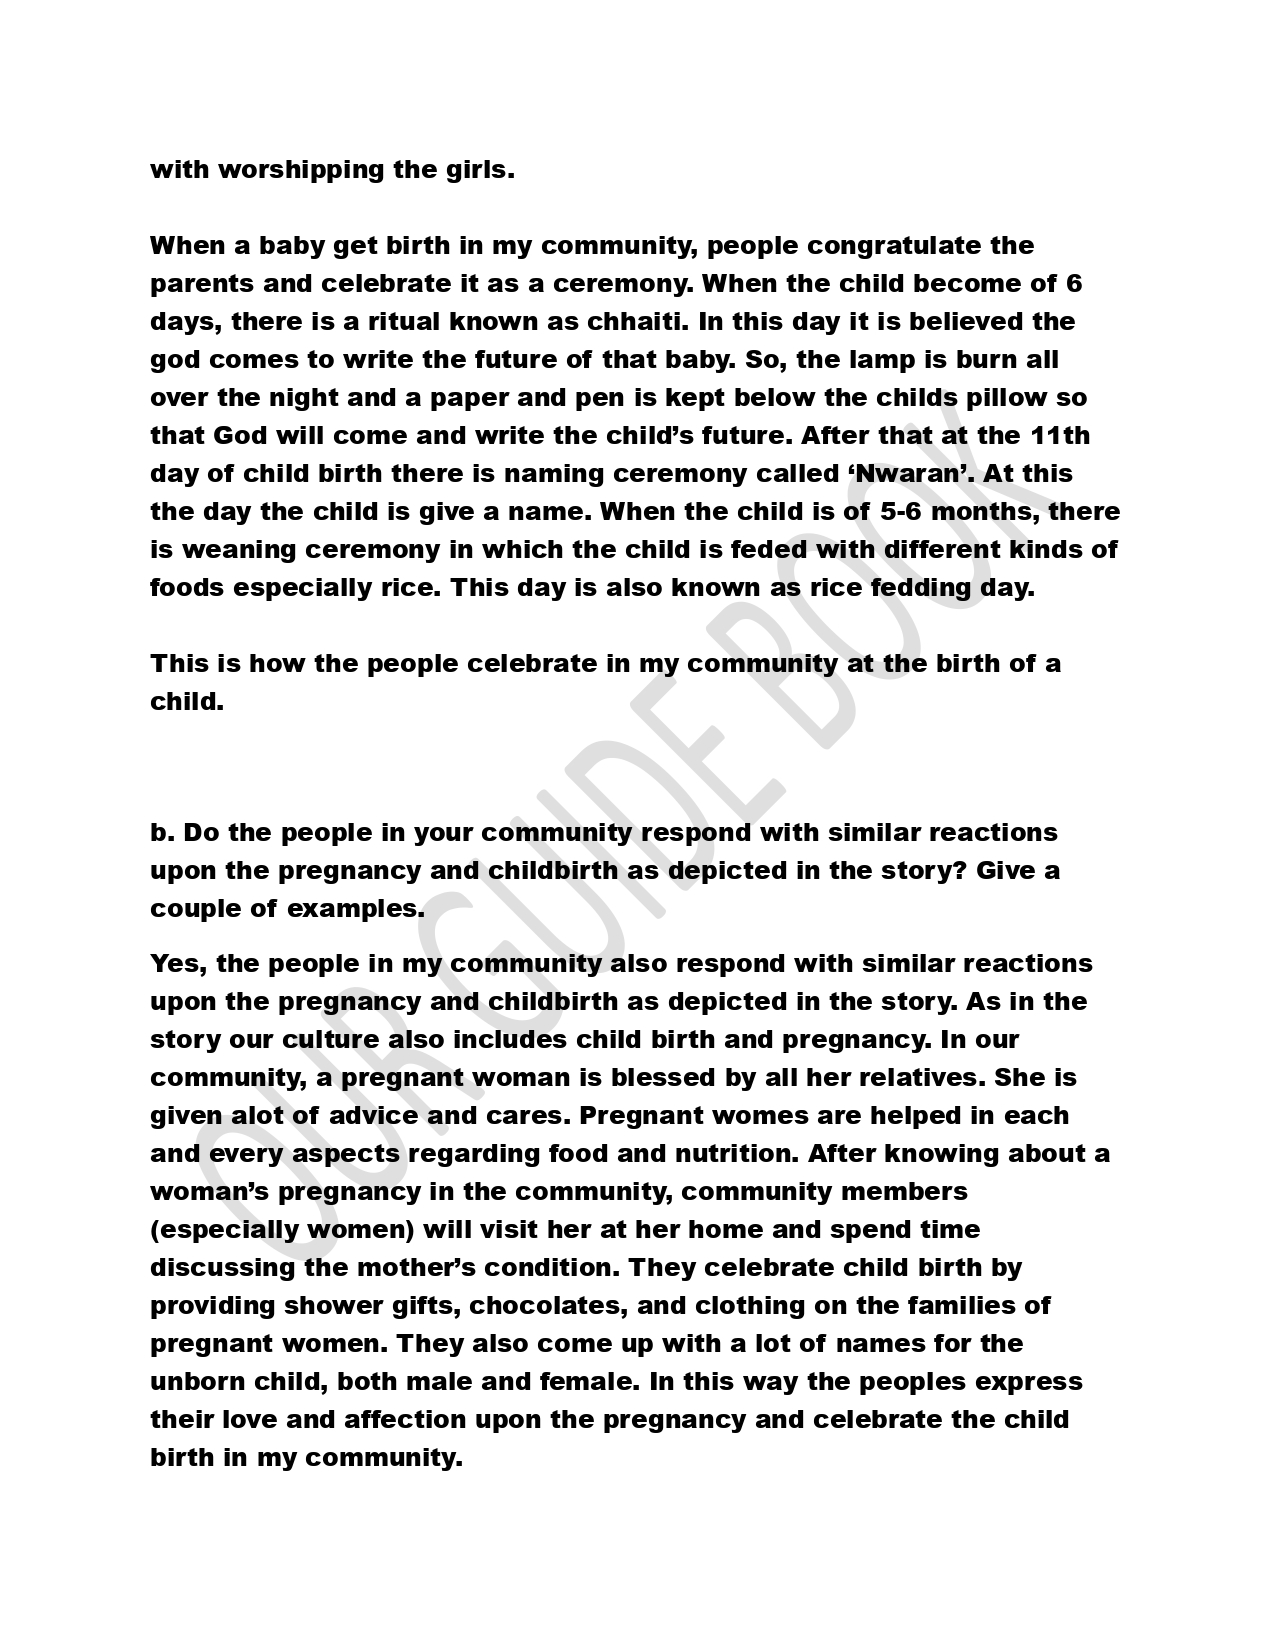 with worshipping the girls.
When a baby get birth in my community, people congratulate the
parents and celebrate it as a ceremony. When the child become of 6
days, there is a ritual known as chhaiti. In this day it is believed the
god comes to write the future of that baby. So, the lamp is burn all
over the night and a paper and pen is kept below the childs pillow so
that God will come and write the child’s future. After that at the 11th
day of child birth there is naming ceremony called ‘Nwaran’. At this
the day the child is give a name. When the child is of 5-6 months, there
is weaning ceremony in which the child is feded with different kinds of
foods especially rice. This day is also known as rice fedding day.
This is how the people celebrate in my community at the birth of a
child.
b. Do the people in your community respond with similar reactions
upon the pregnancy and childbirth as depicted in the story? Give a
couple of examples.
Yes, the people in my community also respond with similar reactions
upon the pregnancy and childbirth as depicted in the story. As in the
story our culture also includes child birth and pregnancy. In our
community, a pregnant woman is blessed by all her relatives. She is
given alot of advice and cares. Pregnant womes are helped in each
and every aspects regarding food and nutrition. After knowing about a
woman’s pregnancy in the community, community members
(especially women) will visit her at her home and spend time
discussing the mother’s condition. They celebrate child birth by
providing shower gifts, chocolates, and clothing on the families of
pregnant women. They also come up with a lot of names for the
unborn child, both male and female. In this way the peoples express
their love and affection upon the pregnancy and celebrate the child
birth in my community.
OUR GUIDE BOOK